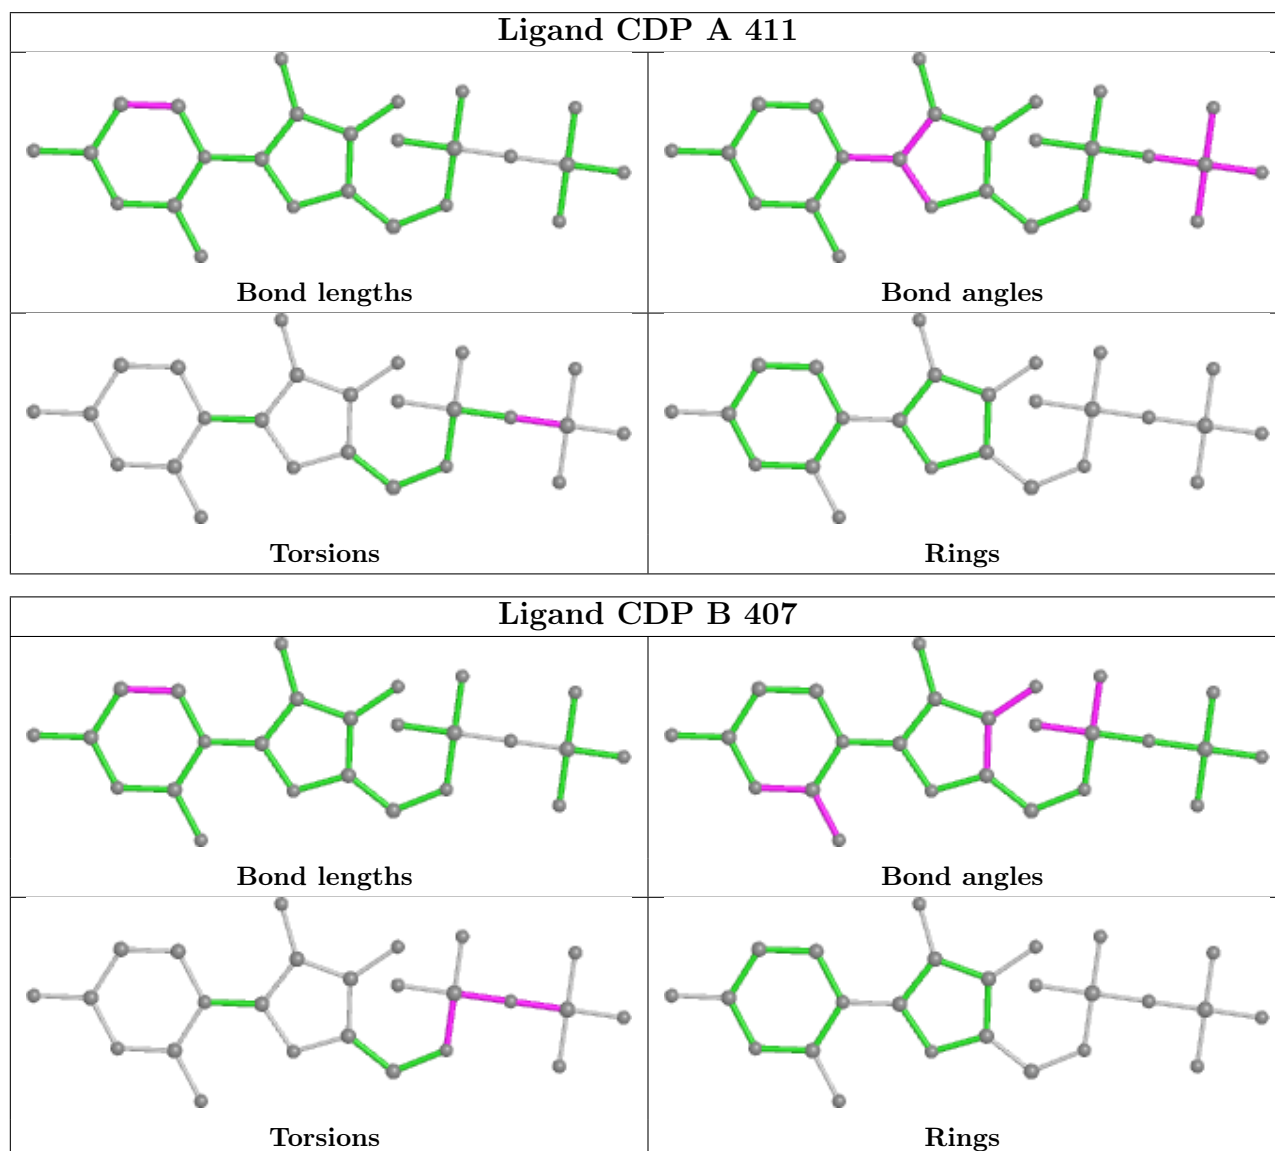 Ligand CDP A 411
Bond lengths
Bond angles
Torsions
Rings
Ligand CDP B 407
Bond lengths
Bond angles
Torsions
Rings